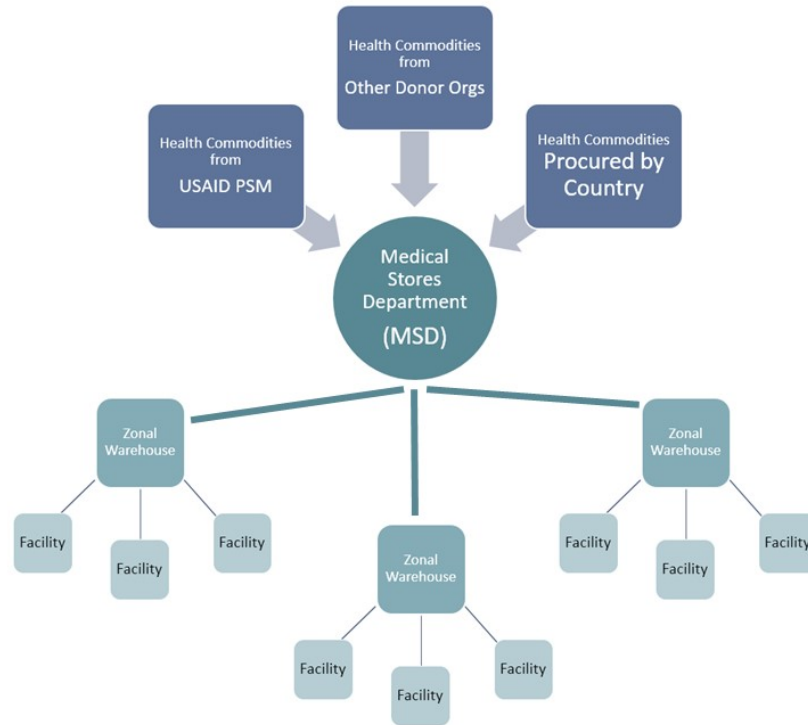 Health Commodities
from
Other Donor Orgs
Health Commodities
from
USAID PSM
Health Commodities
Procured by
Country
Medical
Stores
Department
(MSD)
Zonal
Warehouse
Facility
Facility
Facility
Zonal
Warehouse
Facility
Facility
Facility
Zonal
Warehouse
Facility
Facility
Facility